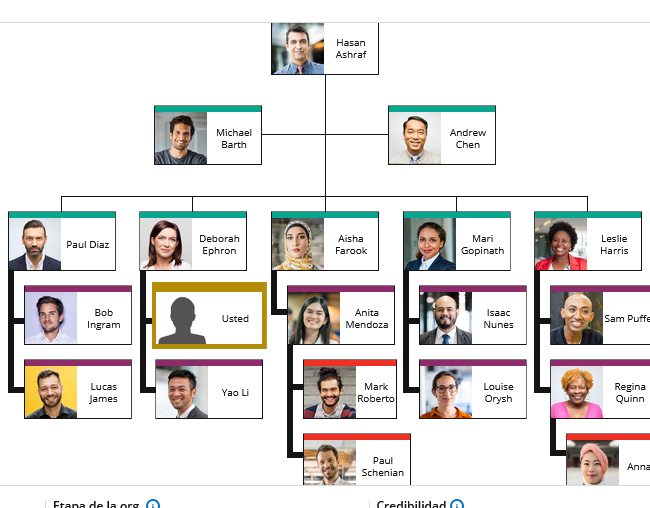 Hasan
Ashraf
Michael
Barth
Andrew
Chen
Paul Diaz
Deborah
Ephron
Aisha
Farook
Mari
Gopinath
Leslie
Harris
Bob
Ingram
Usted
Anita
Mendoza
Isaac
Nunes
Sam Puffe
Lucas
James
Yao Li
Mark
Roberto
Louise
Orysh
Regina
Quinn
Paul
Schenian
Anna
Etapa de la org.
Credibilidad